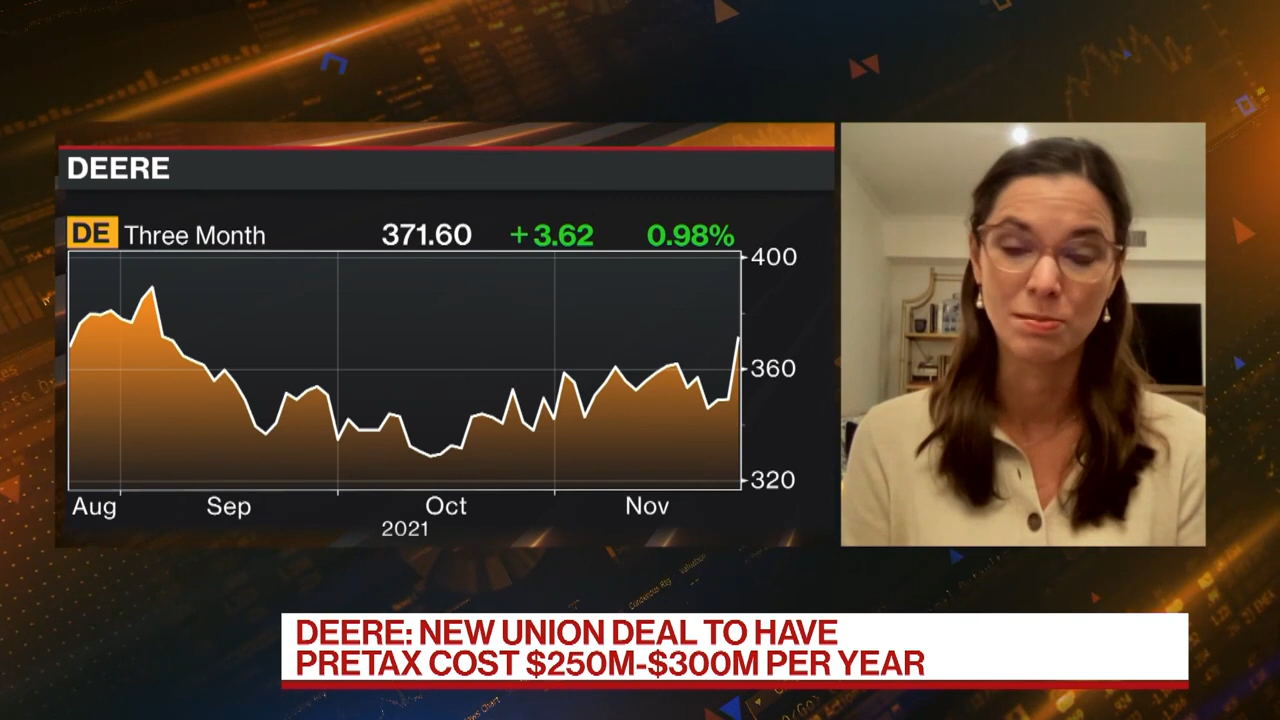 DEERE
DE Three Month 371.60 +3.62 0.98%
400
360
320
Aug Sep Oct Nov
2021
DEERE: NEW UNION DEAL TO HAVE
PRETAX COST $250M-$300M PER YEAR